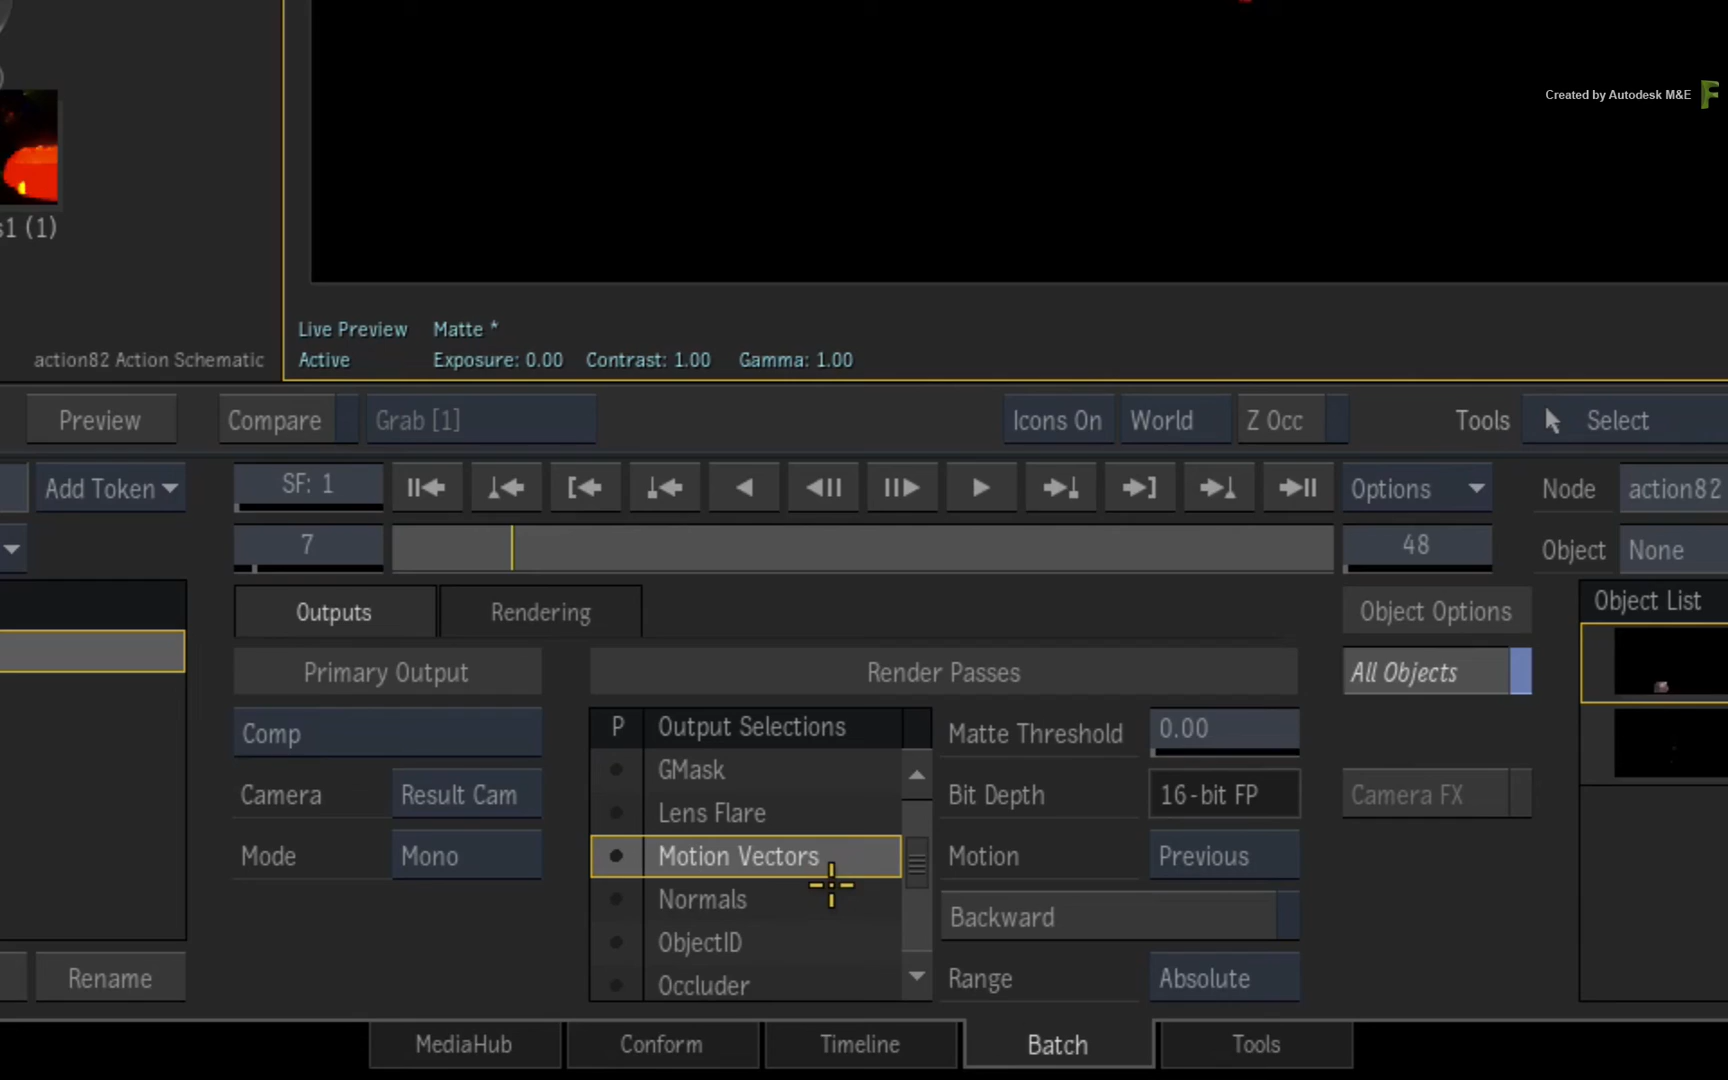 Created by Autodesk M&E
s1 (1)
Live Preview Matte *
action82 Action Schematic
Active Exposure: 0.00 Contrast: 1.00 Gamma: 1.00
Preview Compare Grab [1] Icons On World Z Occ Tools Select
Add Token SF: 1 Options Node action82
7 48 Object None
Outputs Rendering Object Options Object List
Primary Output Render Passes All Objects
P Output Selections
Comp Matte Threshold 0.00
GMask
Camera Result Cam Lens Flare Bit Depth 16-bit FP Camera FX
Mode Mono Motion Vectors Motion Previous
Normals Backward
ObjectID
Rename Occluder Range Absolute
MediaHub Conform Timeline Batch Tools